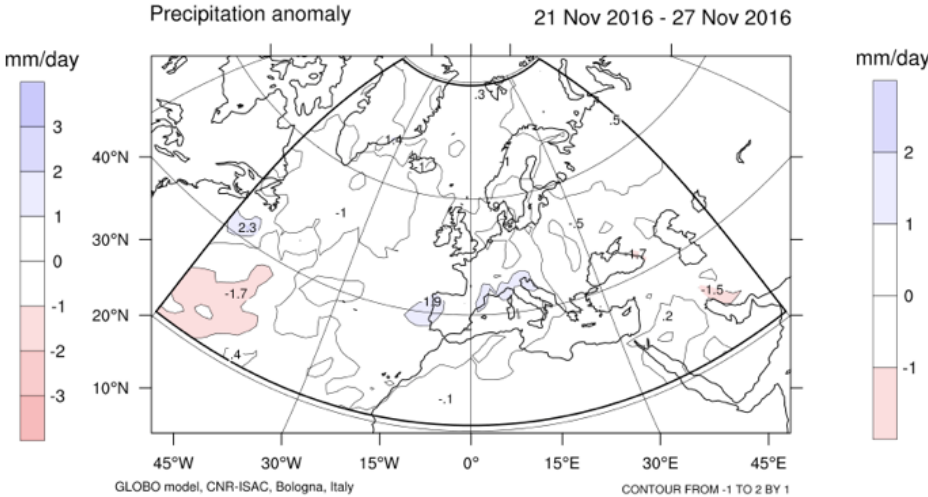 Precipitation anomaly
21 Nov 2016 - 27 Nov 2016
mm/day
3
2
1
0
-1
-2
-3
mm/day
2
1
0
-1
40°N
30°N
20°N
10°N
.3
.5
1.4
-1
2.3
-.5
-1.7
1.9
-1.7
-1.5
.2
.4
-.1
45°W 30°W 15°W 0° 15°E 30°E 45°E
GLOBO model, CNR-ISAC, Bologna, Italy
CONTOUR FROM -1 TO 2 BY 1